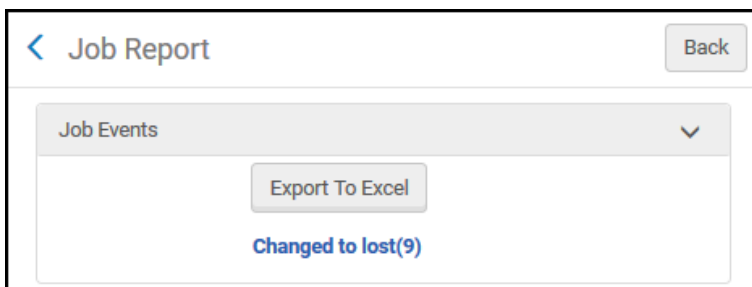 Job Report
Back
Job Events
Export To Excel
Changed to lost(9)